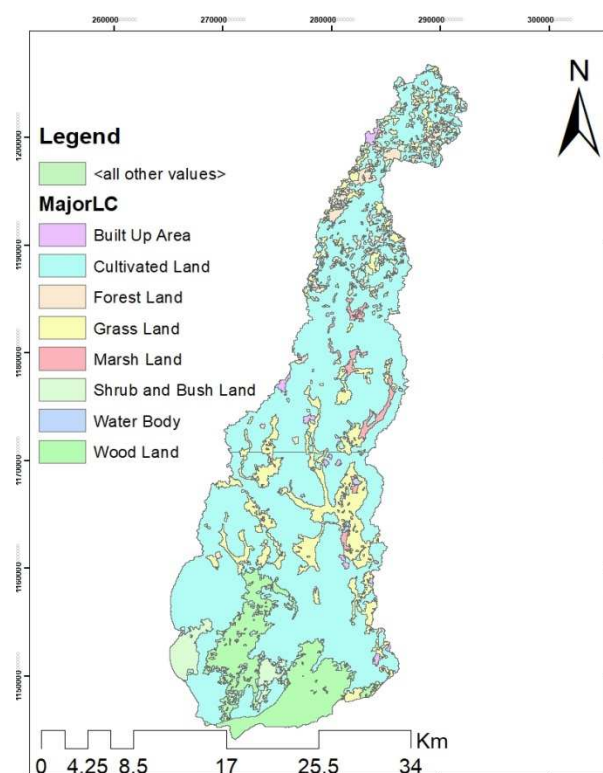 260000 270000 280000 290000 300000
N
Legend
<all other values>
MajorLC
Built Up Area
Cultivated Land
Forest Land
Grass Land
Marsh Land
Shrub and Bush Land
Water Body
Wood Land
1200000
1190000
1180000
1170000
1160000
1150000
Km
0 4.25 8.5 17 25.5 34